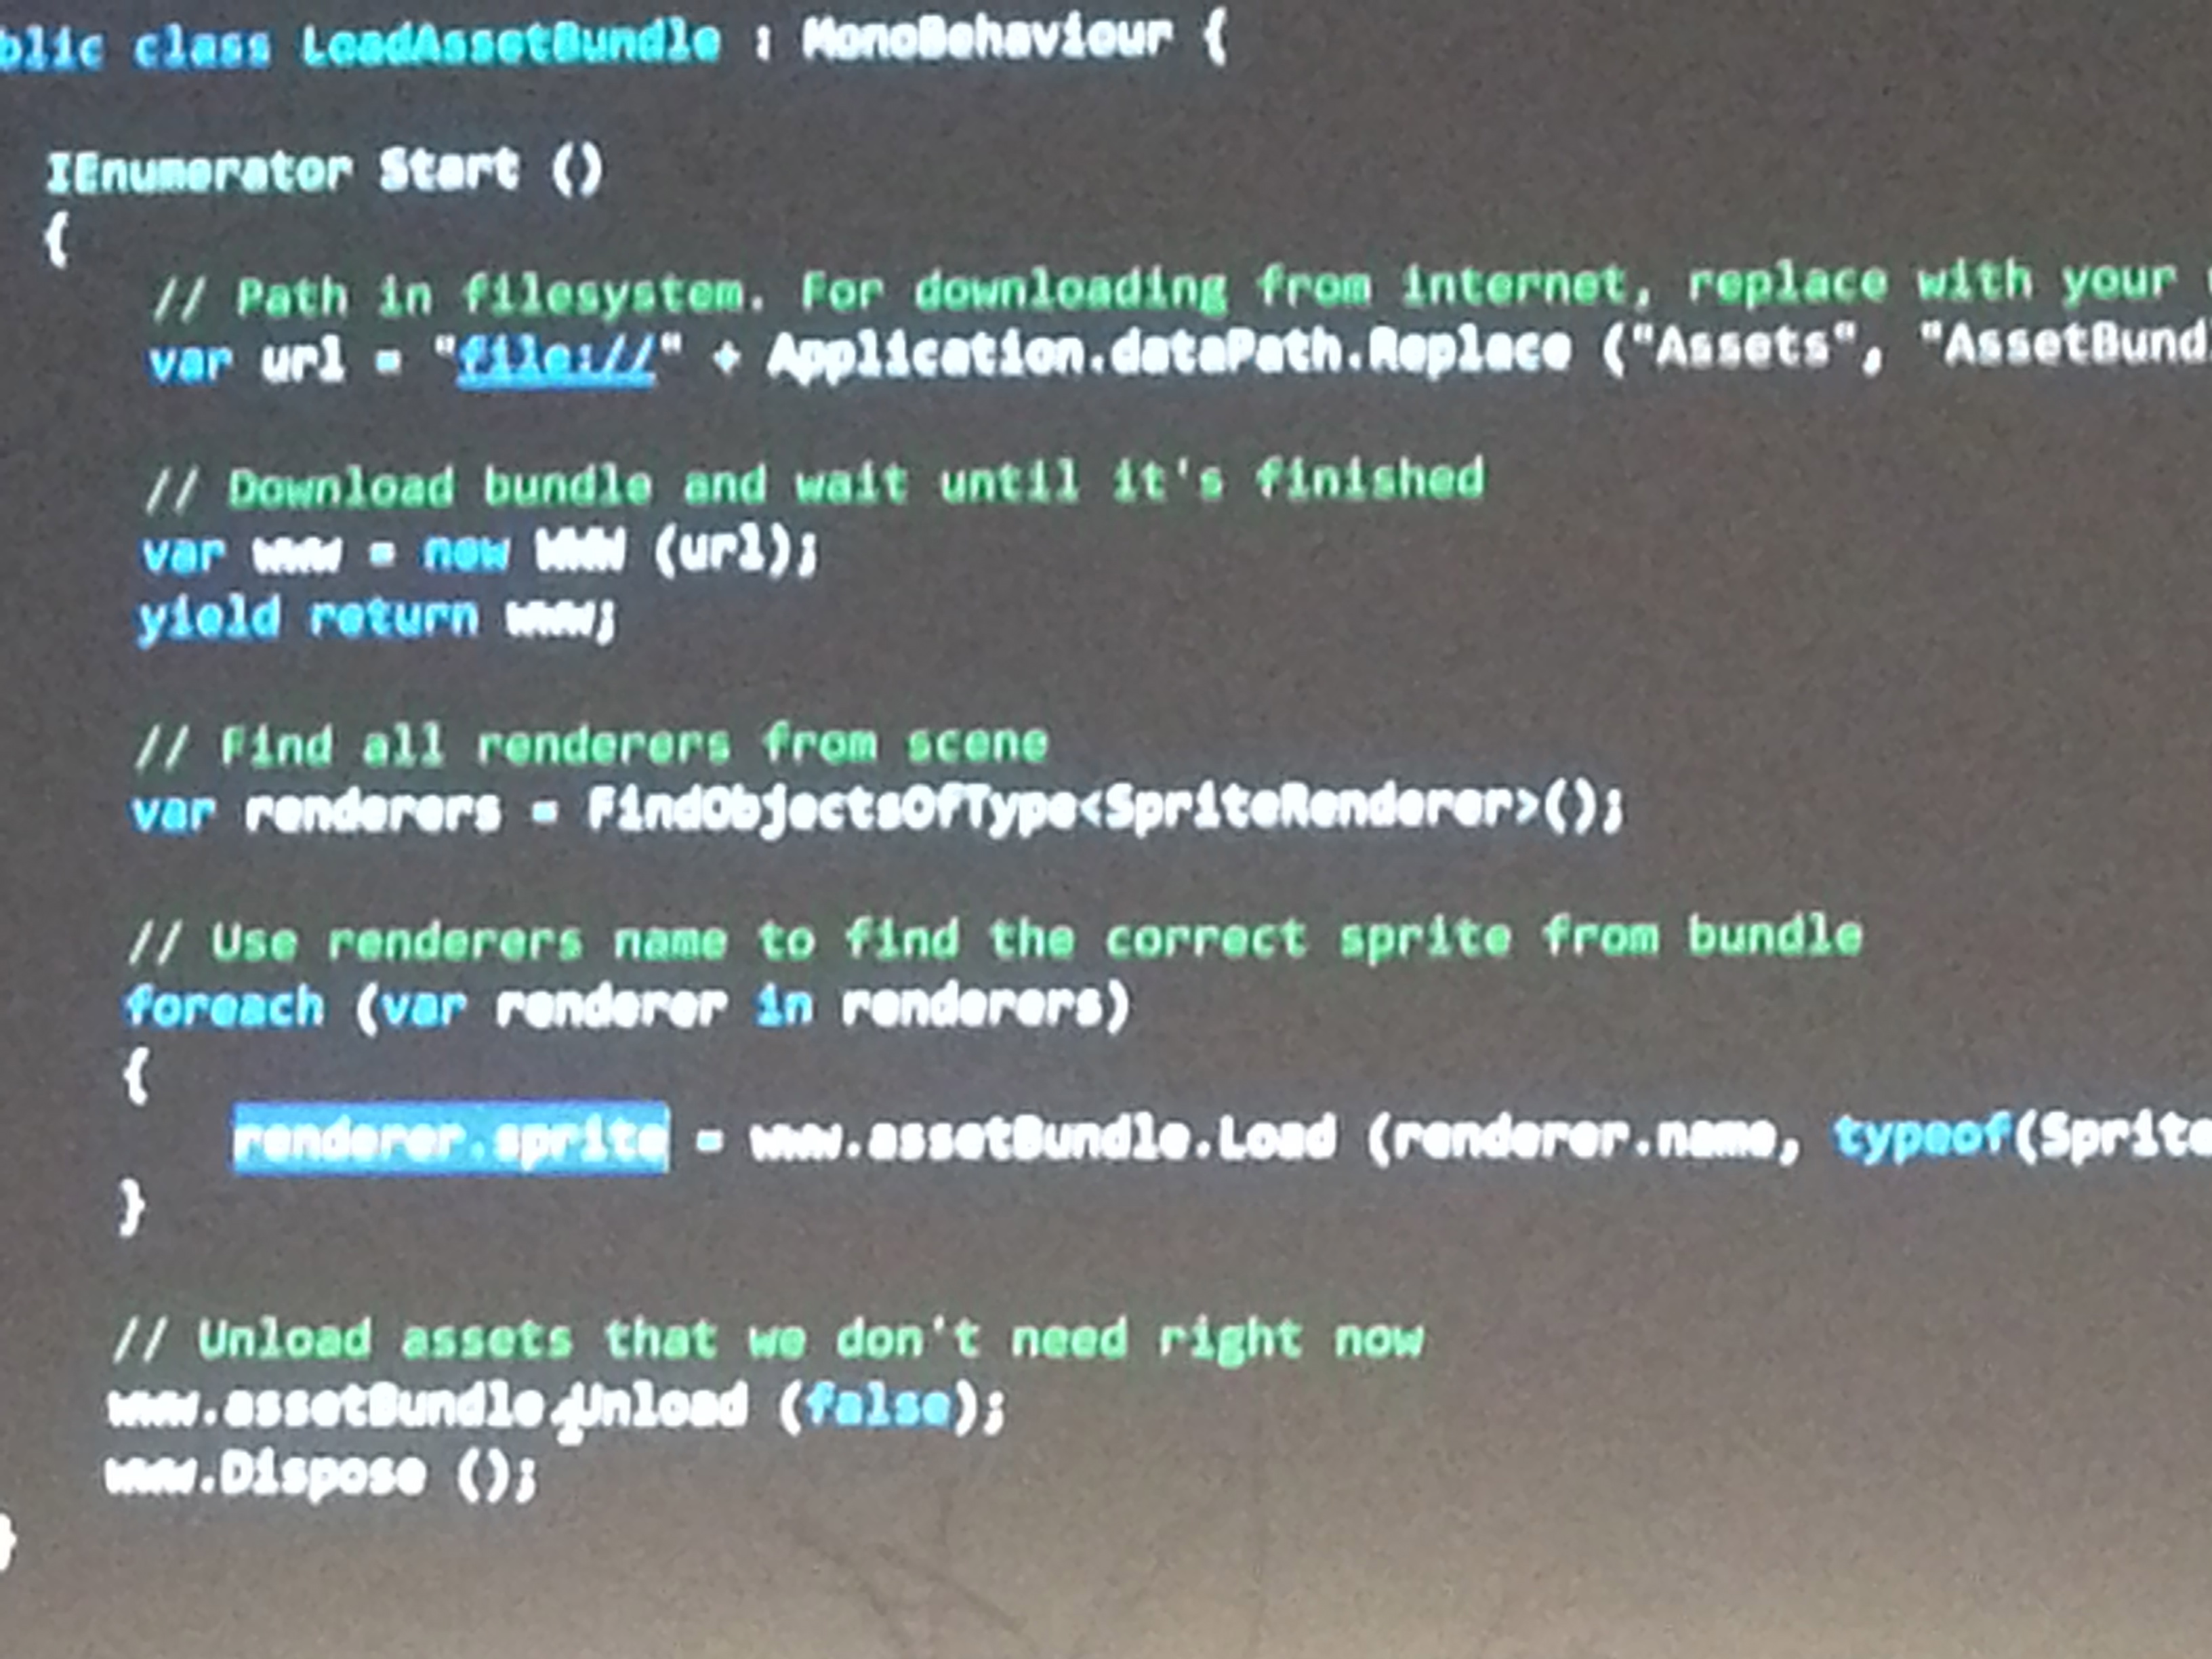 blic class LoadAssetBundle : MonoBehaviour {
IEnumerator Start ()
{
// Path in filesystem. For downloading from internet, replace with your
var url = "file://" + Application.dataPath.Replace ("Assets", "AssetBund
// Download bundle and wait until it's finished
var www = new WWW (url);
yield return www;
// Find all renderers from scene
var renderers = FindObjectsOfType<SpriteRenderer>();
// Use renderers name to find the correct sprite from bundle
foreach (var renderer in renderers)
{
renderer.sprite = www.assetBundle.Load (renderer.name, typeof(Sprite
}
// Unload assets that we don't need right now
www.assetBundle.Unload (false);
www.Dispose ();
}